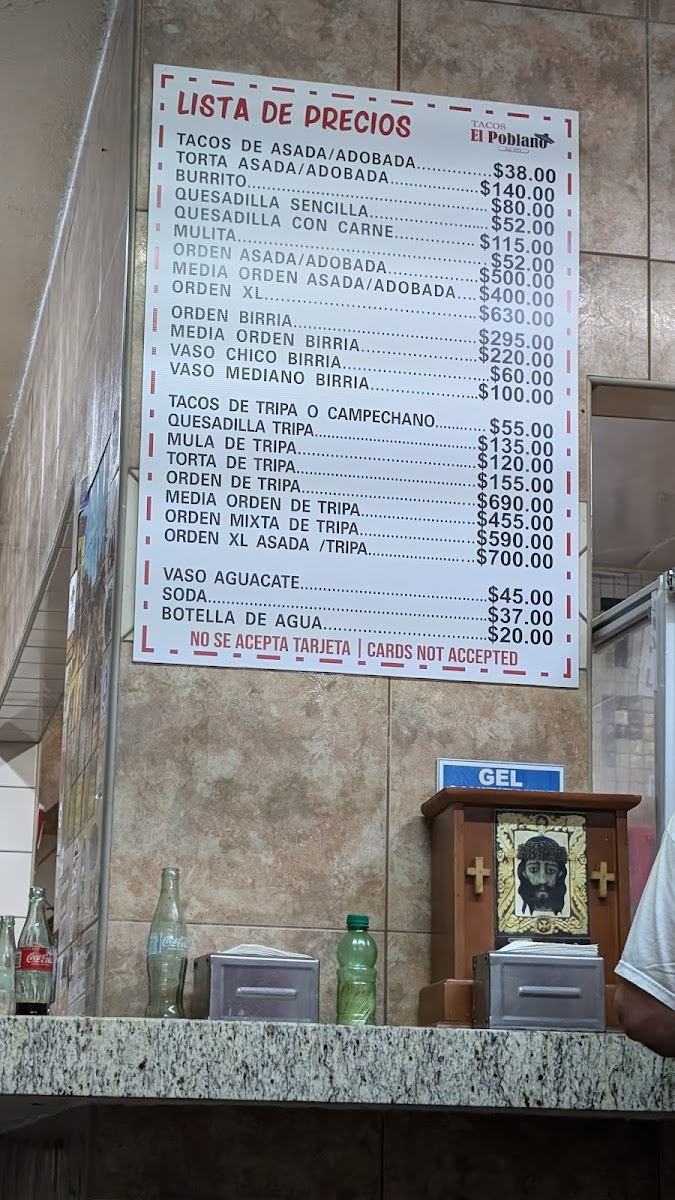 LISTA DE PRECIOS
TACOS
El Poblano
TACOS DE ASADA/ADOBADA..............$38.00
TORTA ASADA/ADOBADA................$140.00
BURRITO.............................................$80.00
QUESADILLA SENCILLA.......................$52.00
QUESADILLA CON CARNE...............$115.00
MULITA..............................................$52.00
ORDEN ASADA/ADOBADA................$500.00
MEDIA ORDEN ASADA/ADOBADA....$400.00
ORDEN XL........................................$630.00
ORDEN BIRRIA..................................$295.00
MEDIA ORDEN BIRRIA......................$220.00
VASO CHICO BIRRIA..........................$60.00
VASO MEDIANO BIRRIA....................$100.00
TACOS DE TRIPA O CAMPECHANO..........$55.00
QUESADILLA TRIPA..............................$135.00
MULA DE TRIPA.................................$120.00
TORTA DE TRIPA.................................$155.00
ORDEN DE TRIPA.................................$690.00
MEDIA ORDEN DE TRIPA.....................$455.00
ORDEN MIXTA DE TRIPA......................$590.00
ORDEN XL ASADA /TRIPA....................$700.00
VASO AGUACATE..................................$45.00
SODA...................................................$37.00
BOTELLA DE AGUA..............................$20.00
NO SE ACEPTA TARJETA | CARDS NOT ACCEPTED
GEL
Coca-Cola
Coca-Cola